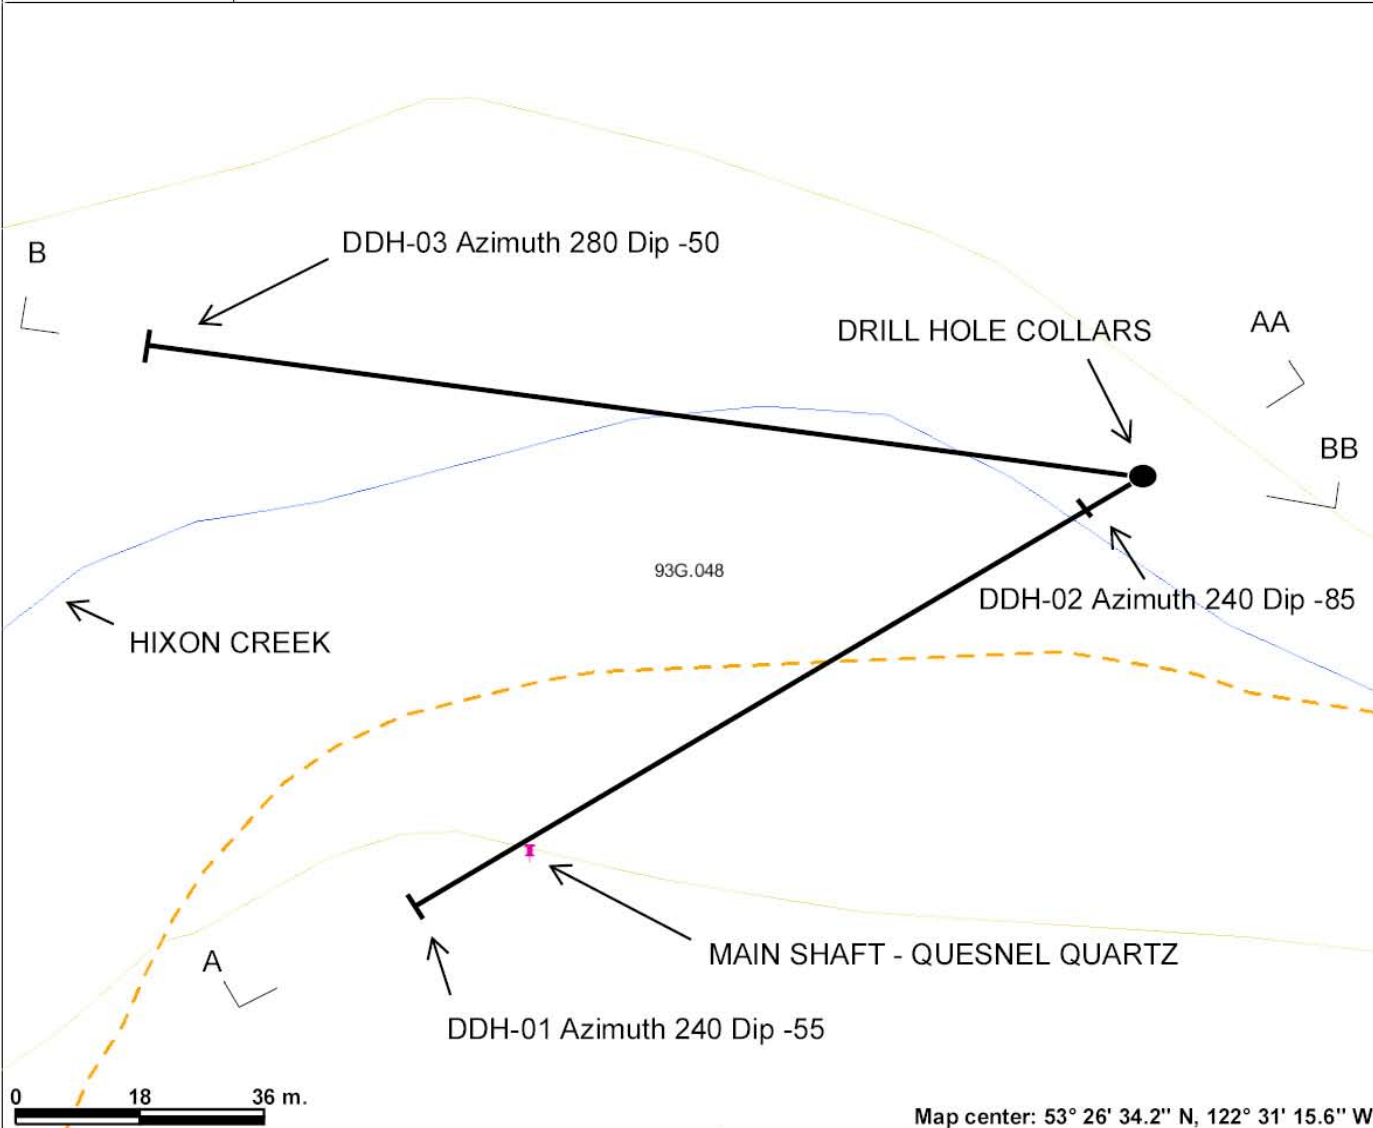 DDH-03 Azimuth 280 Dip -50
B
AA
DRILL HOLE COLLARS
BB
93G.048
DDH-02 Azimuth 240 Dip -85
HIXON CREEK
A
MAIN SHAFT - QUESNEL QUARTZ
DDH-01 Azimuth 240 Dip -55
0 18 36 m.
Map center: 53° 26' 34.2" N, 122° 31' 15.6" W